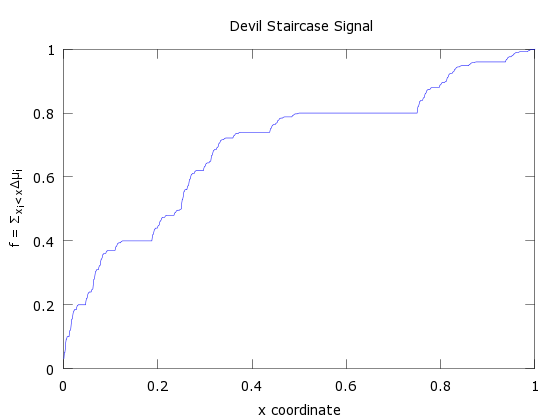 Devil Staircase Signal
1
0.8
0.6
0.4
0.2
0
f = Σxi<xΔμi
0 0.2 0.4 0.6 0.8 1
x coordinate